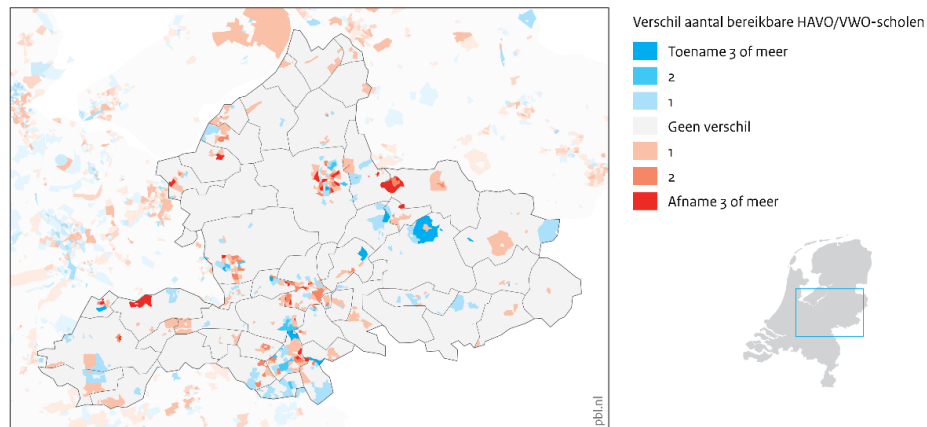 Verschil aantal bereikbare HAVO/VWO-scholen
Toename 3 of meer
2
1
Geen verschil
1
2
Afname 3 of meer
pbl.nl